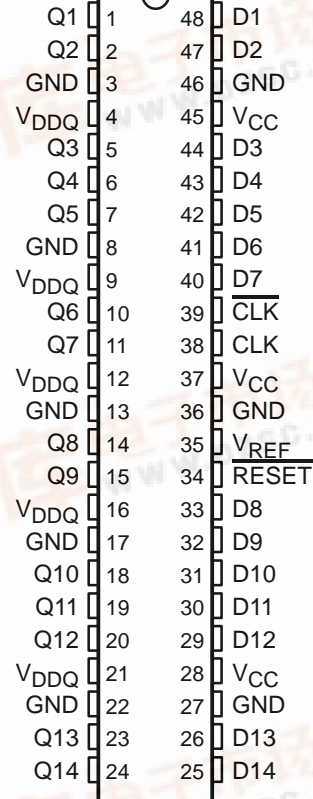 Q1 1 48 D1
Q2 2 47 D2
GND 3 46 GND
VDDQ 4 45 VCC
Q3 5 44 D3
Q4 6 43 D4
Q5 7 42 D5
GND 8 41 D6
VDDQ 9 40 D7
Q6 10 39 C̅L̅K̅
Q7 11 38 CLK
VDDQ 12 37 VCC
GND 13 36 GND
Q8 14 35 VREF
Q9 15 34 R̅E̅S̅E̅T̅
VDDQ 16 33 D8
GND 17 32 D9
Q10 18 31 D10
Q11 19 30 D11
Q12 20 29 D12
VDDQ 21 28 VCC
GND 22 27 GND
Q13 23 26 D13
Q14 24 25 D14